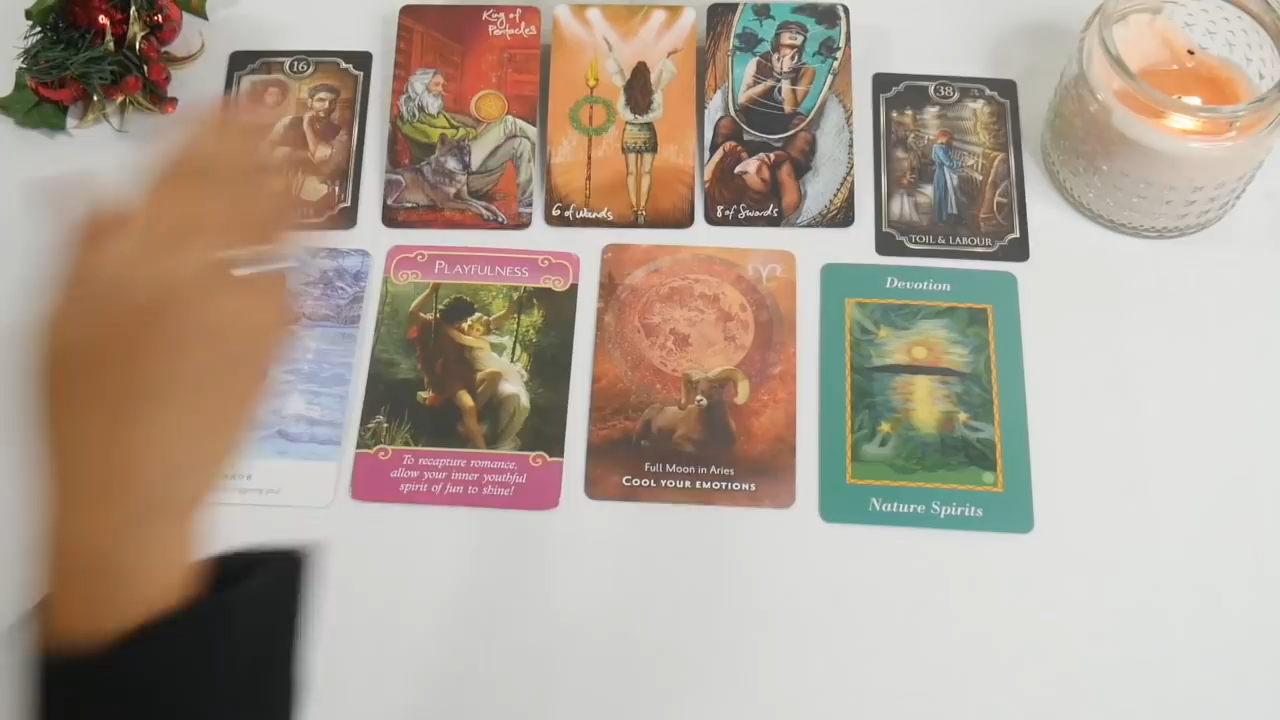 16
King of
Pentacles
6 of Wands
8 of Swords
38
TOIL & LABOUR
PLAYFULNESS
To recapture romance,
allow your inner youthful
spirit of fun to shine!
Full Moon in Aries
COOL YOUR EMOTIONS
Devotion
Nature Spirits